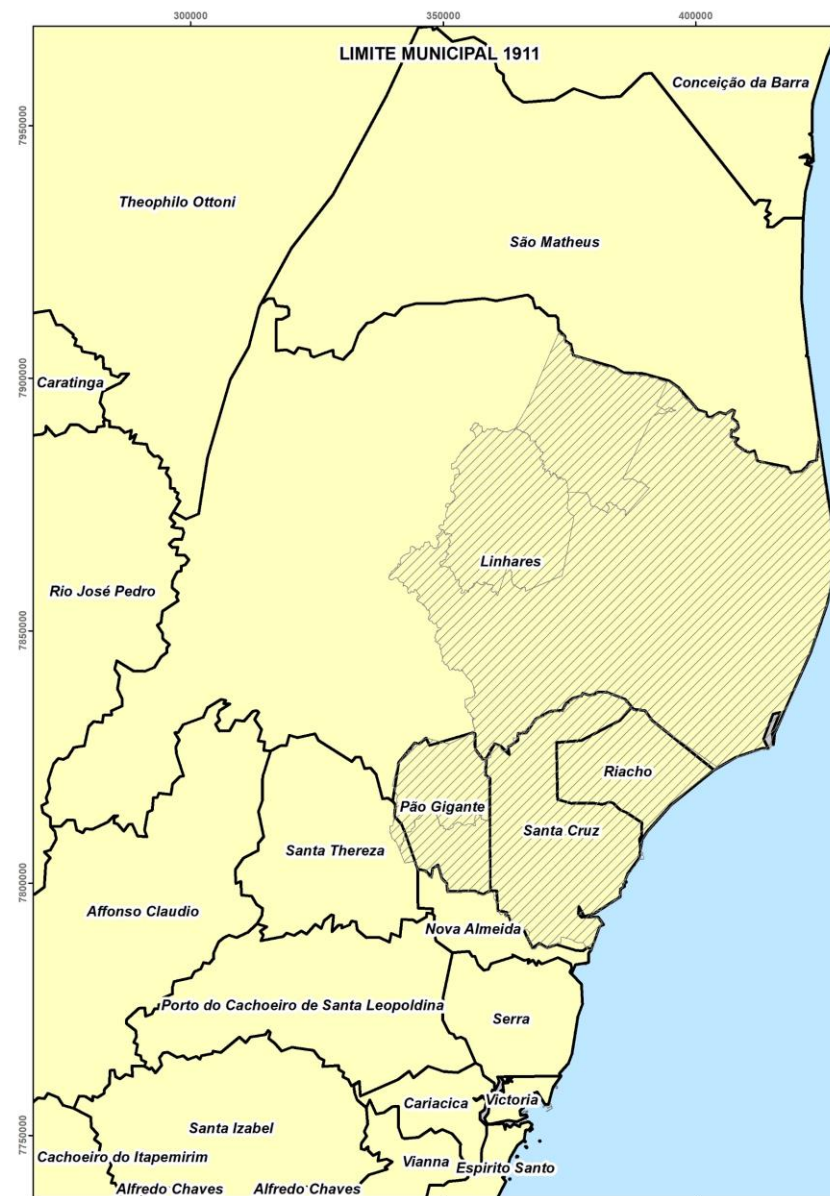 300000
350000
400000
LIMITE MUNICIPAL 1911
Conceição da Barra
7950000
Theophilo Ottoni
São Matheus
7900000
Caratinga
Linhares
Rio José Pedro
7850000
Riacho
Pão Gigante
Santa Cruz
Santa Thereza
7800000
Affonso Claudio
Nova Almeida
Porto do Cachoeiro de Santa Leopoldina
Serra
Cariacica
Victoria
Santa Izabel
7750000
Cachoeiro do Itapemirim
Vianna
Espirito Santo
Alfredo Chaves
Alfredo Chaves